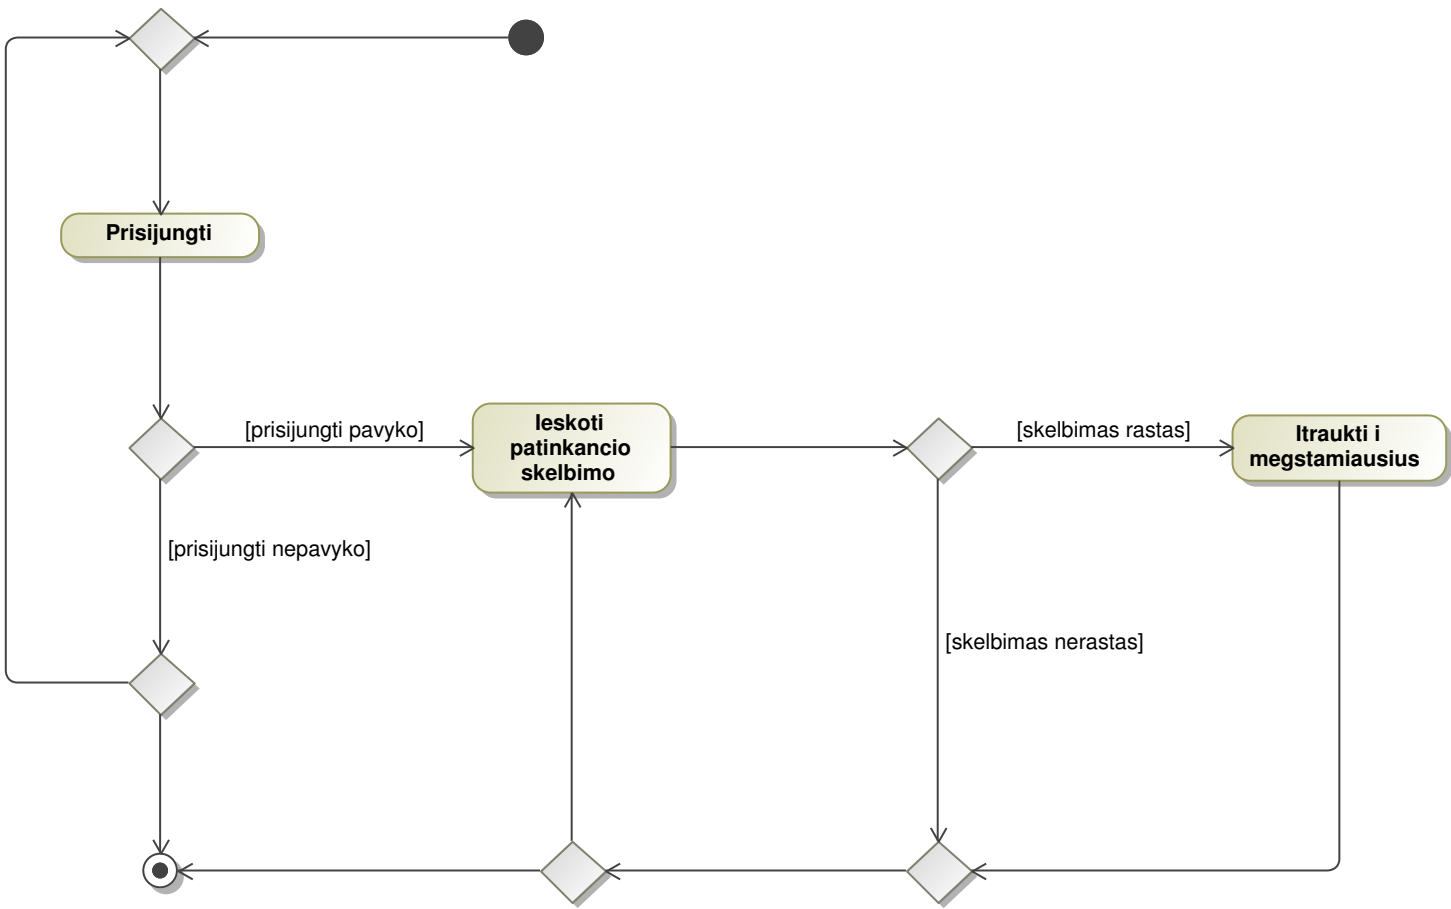 Prisijungti
[prisijungti pavyko]
Ieskoti
patinkancio
skelbimo
[skelbimas rastas]
Itraukti i
megstamiausius
[prisijungti nepavyko]
[skelbimas nerastas]